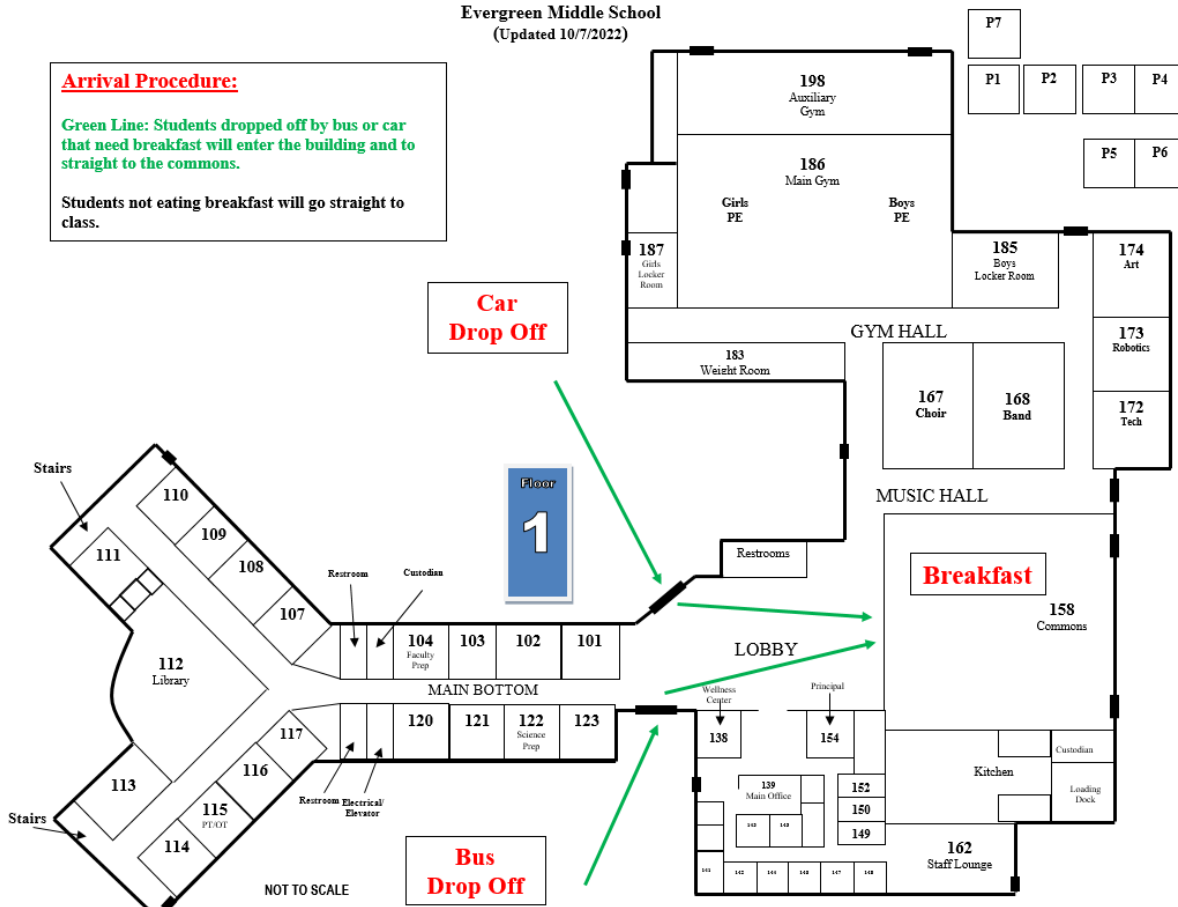 Evergreen Middle School
(Updated 10/7/2022)
Arrival Procedure:
Green Line: Students dropped off by bus or car
that need breakfast will enter the building and to
straight to the commons.
Students not eating breakfast will go straight to
class.
P7
P1
P2
P3
P4
P5
P6
198
Auxiliary
Gym
186
Main Gym
Girls
PE
Boys
PE
187
Girls
Locker
Room
185
Boys
Locker Room
174
Art
173
Robotics
172
Tech
Car
Drop Off
GYM HALL
183
Weight Room
167
Choir
168
Band
MUSIC HALL
Stairs
110
109
108
107
111
Floor
1
Restrooms
Breakfast
158
Commons
Restroom
Custodian
104
Faculty
Prep
103
102
101
LOBBY
112
Library
MAIN BOTTOM
Wellness
Center
Principal
138
154
117
116
115
PT/OT
114
113
Stairs
120
121
122
Science
Prep
123
Restroom
Electrical/
Elevator
139
Main Office
152
150
149
Kitchen
Custodian
Loading
Dock
162
Staff Lounge
141
142
144
147
Bus
Drop Off
NOT TO SCALE